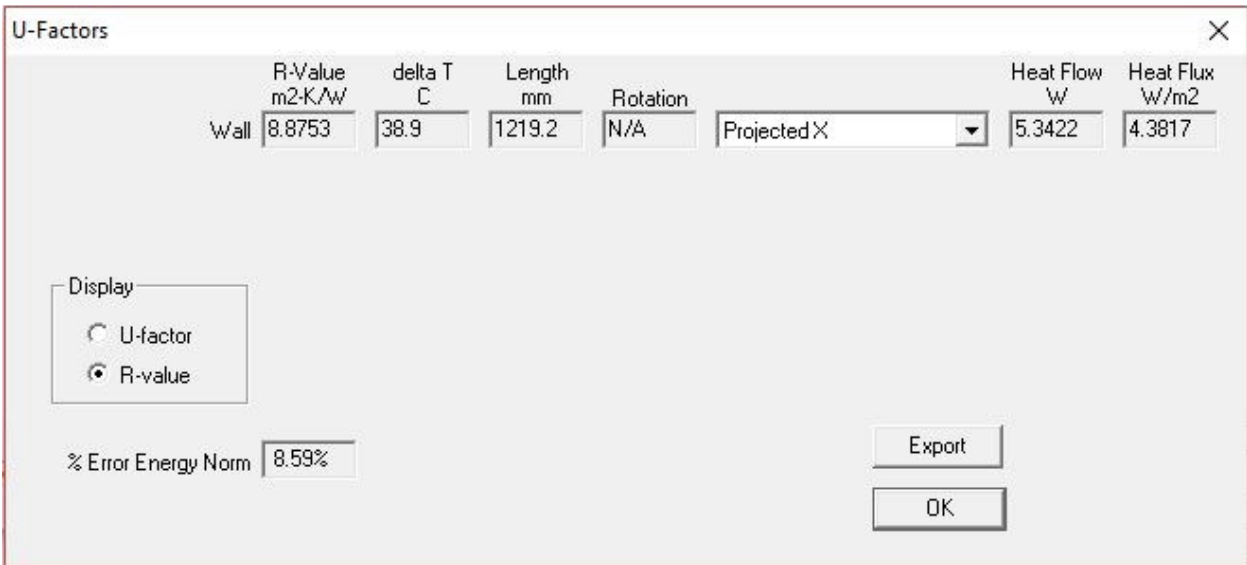 U-Factors
R-Value delta T Length Heat Flow Heat Flux
m2-K/W C mm Rotation W W/m2
Wall 8.8753 38.9 1219.2 N/A Projected X 5.3422 4.3817
Display
U-factor
R-value
% Error Energy Norm 8.59%
Export
OK